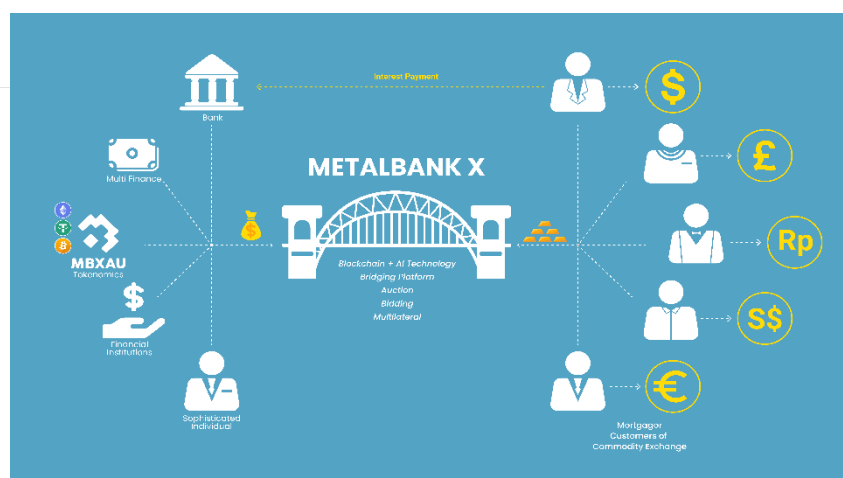 Interest Payment
$
Bank
METALBANK X
£
Multi Finance
$
MBXAU
Tokenomics
Rp
Blockchain + AI Technology
Bridging Platform
Auction
Bidding
Multilateral
$
Financial
Institutions
S$
€
Sophisticated
Individual
Mortgagor
Customers of
Commodity Exchange